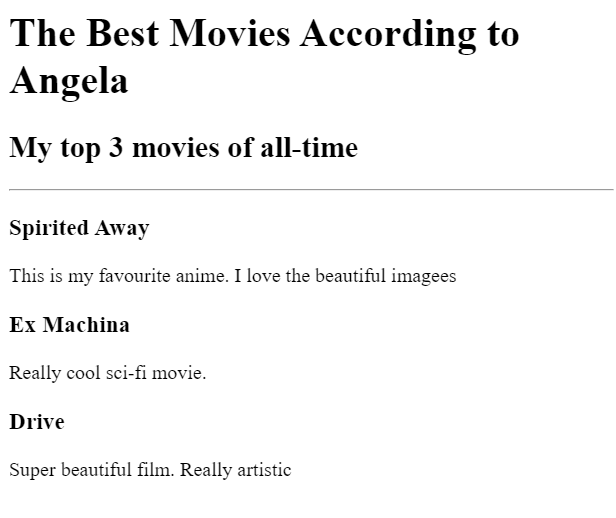 The Best Movies According to
Angela
My top 3 movies of all-time
Spirited Away
This is my favourite anime. I love the beautiful imagees
Ex Machina
Really cool sci-fi movie.
Drive
Super beautiful film. Really artistic